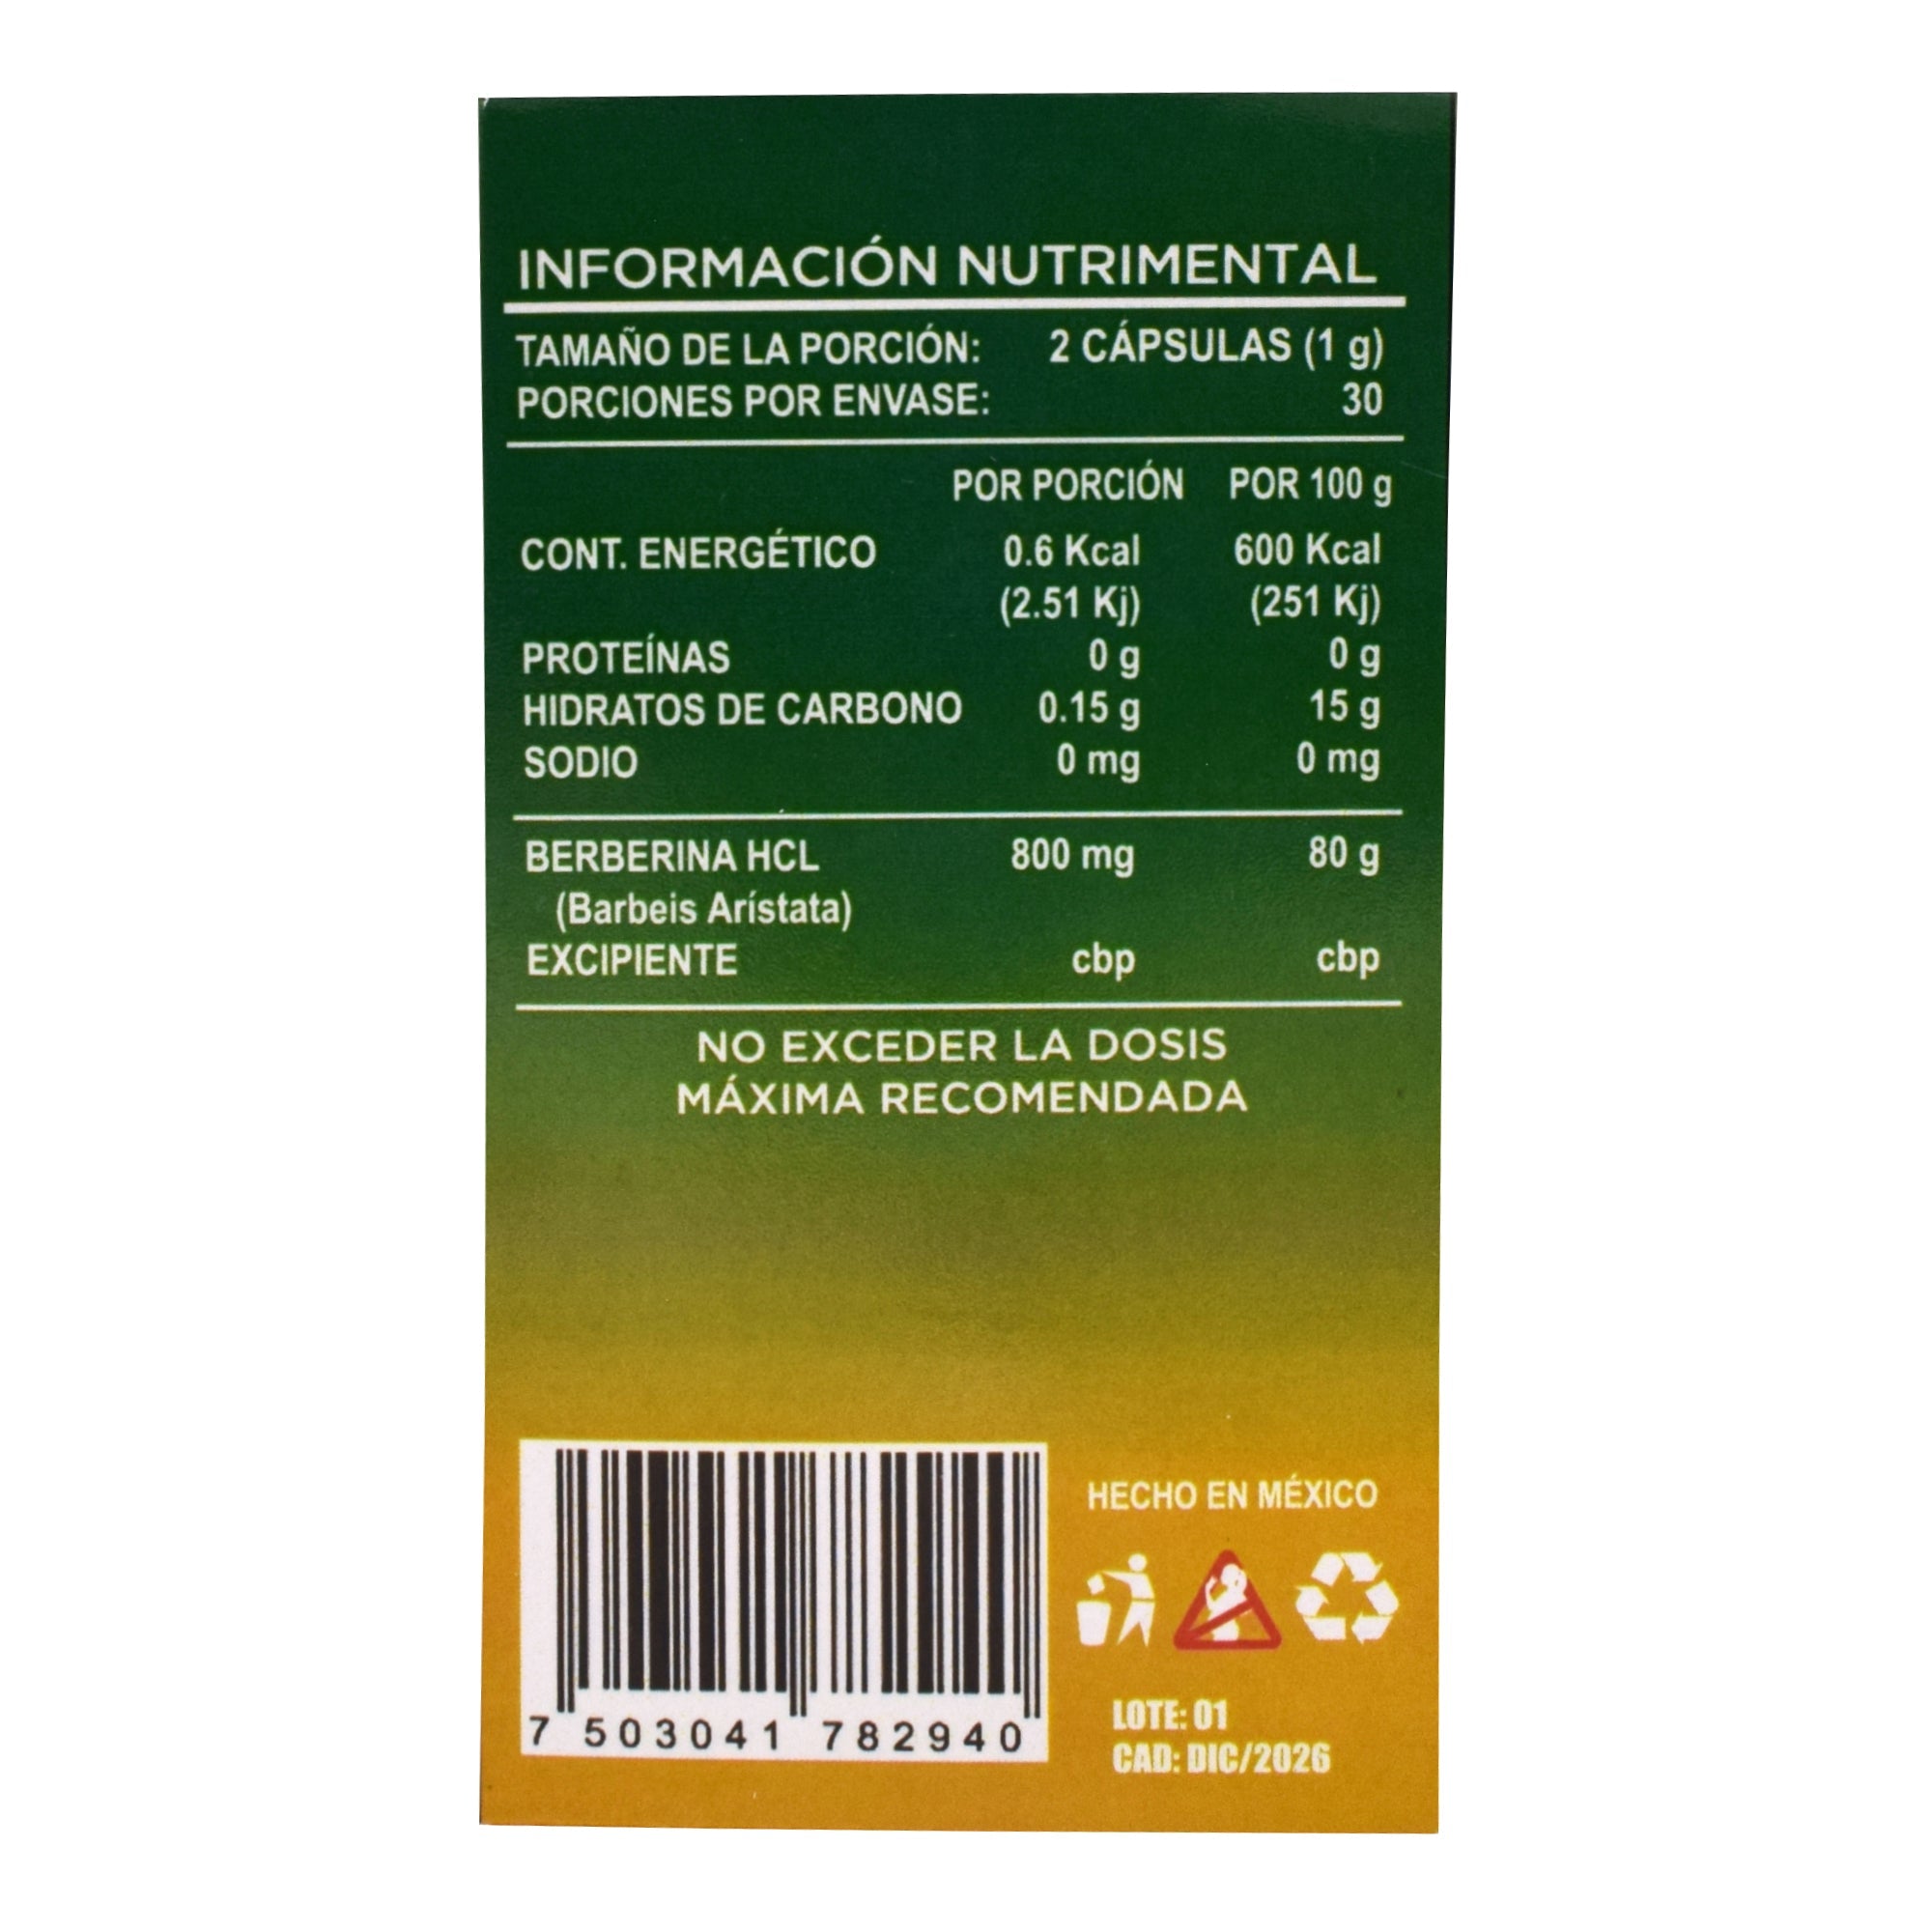 INFORMACIÓN NUTRIMENTAL
TAMAÑO DE LA PORCIÓN: 2 CÁPSULAS (1 g)
PORCIONES POR ENVASE: 30
POR PORCIÓN POR 100 g
CONT. ENERGÉTICO 0.6 Kcal 600 Kcal
(2.51 Kj) (251 Kj)
PROTEÍNAS 0 g 0 g
HIDRATOS DE CARBONO 0.15 g 15 g
SODIO 0 mg 0 mg
BERBERINA HCL 800 mg 80 g
(Barbeis Arístata)
EXCIPIENTE cbp cbp
NO EXCEDER LA DOSIS
MÁXIMA RECOMENDADA
HECHO EN MÉXICO
7 503041 782940
LOTE: 01
CAD: DIC/2026